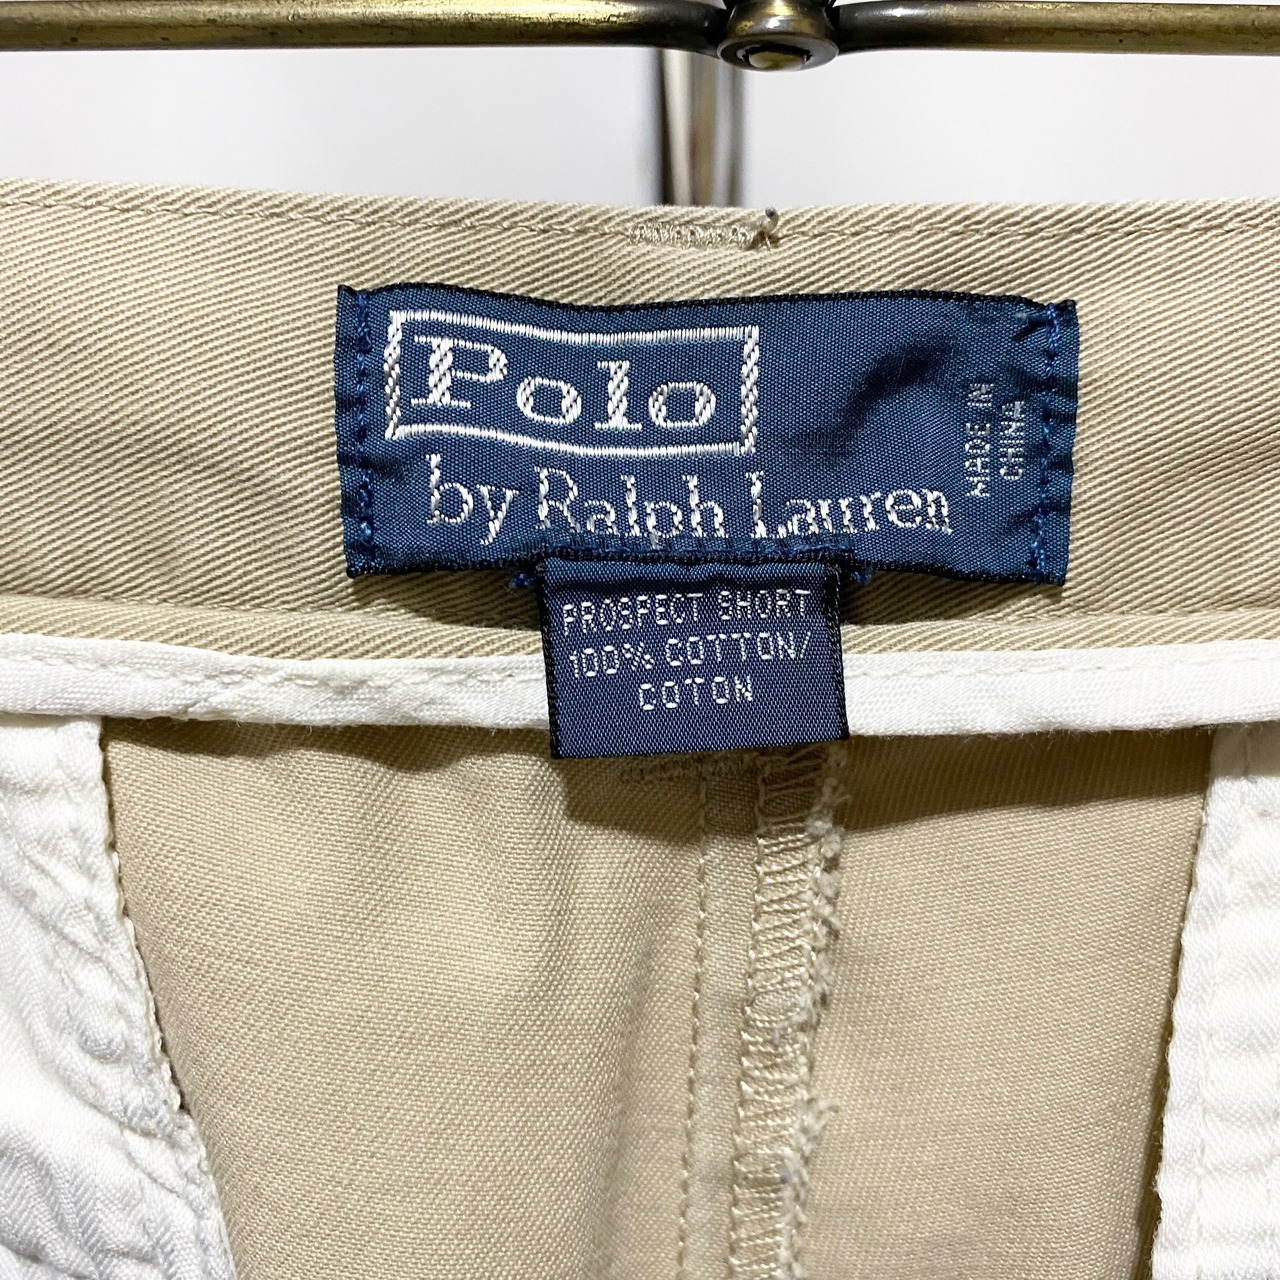 Polo
by Ralph Lauren
MADE IN
CHINA
PROSPECT SHORT
100% COTTON/
COTON